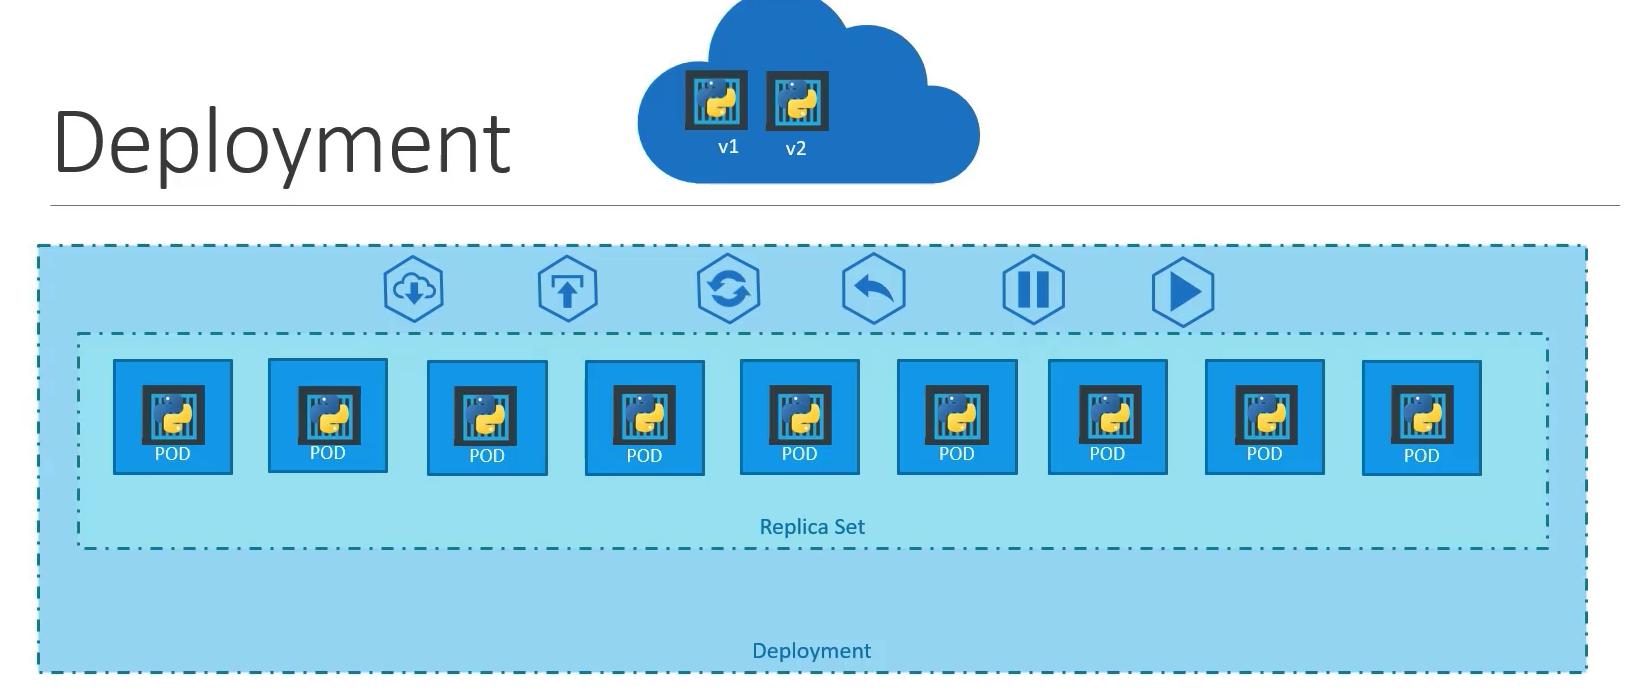 Deployment
v1 v2
POD POD POD POD POD POD POD POD POD
Replica Set
Deployment